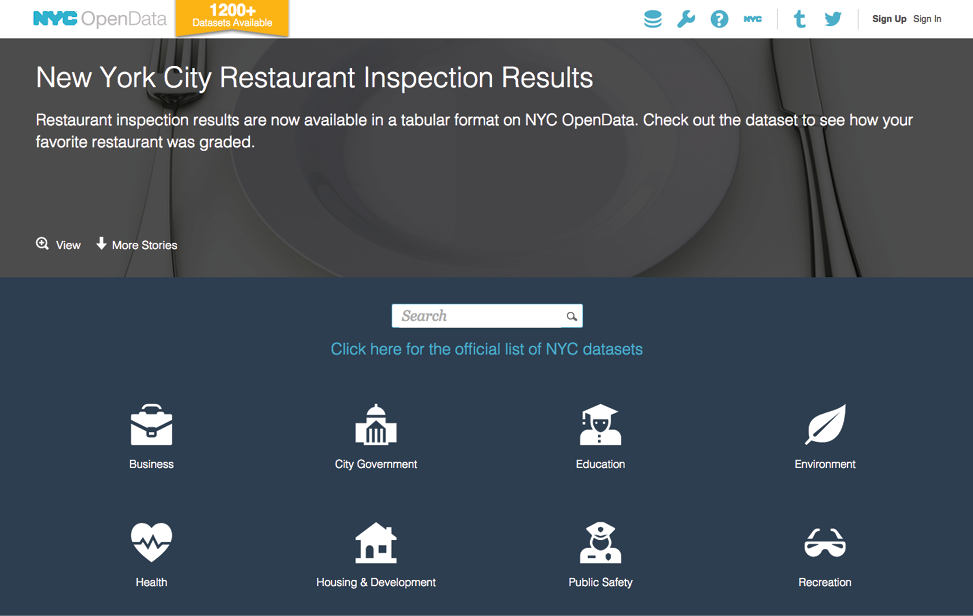 NYC OpenData
1200+
Datasets Available
?
NYC
t
Sign Up
Sign In
New York City Restaurant Inspection Results
Restaurant inspection results are now available in a tabular format on NYC OpenData. Check out the dataset to see how your
favorite restaurant was graded.
View
More Stories
Search
Click here for the official list of NYC datasets
Business
City Government
Education
Environment
Health
Housing & Development
Public Safety
Recreation